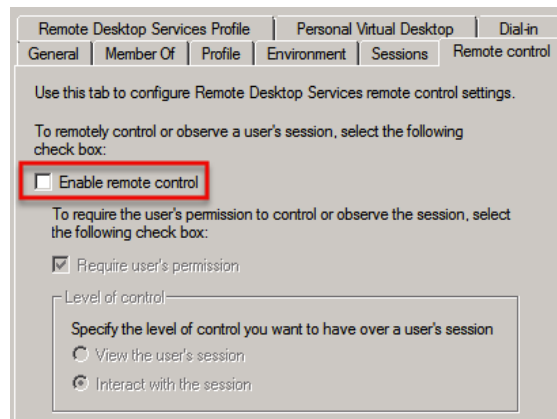 Remote Desktop Services Profile Personal Virtual Desktop Dial-in
General Member Of Profile Environment Sessions Remote control
Use this tab to configure Remote Desktop Services remote control settings.
To remotely control or observe a user's session, select the following
check box:
Enable remote control
To require the user's permission to control or observe the session, select
the following check box:
Require user's permission
Level of control
Specify the level of control you want to have over a user's session
View the user's session
Interact with the session